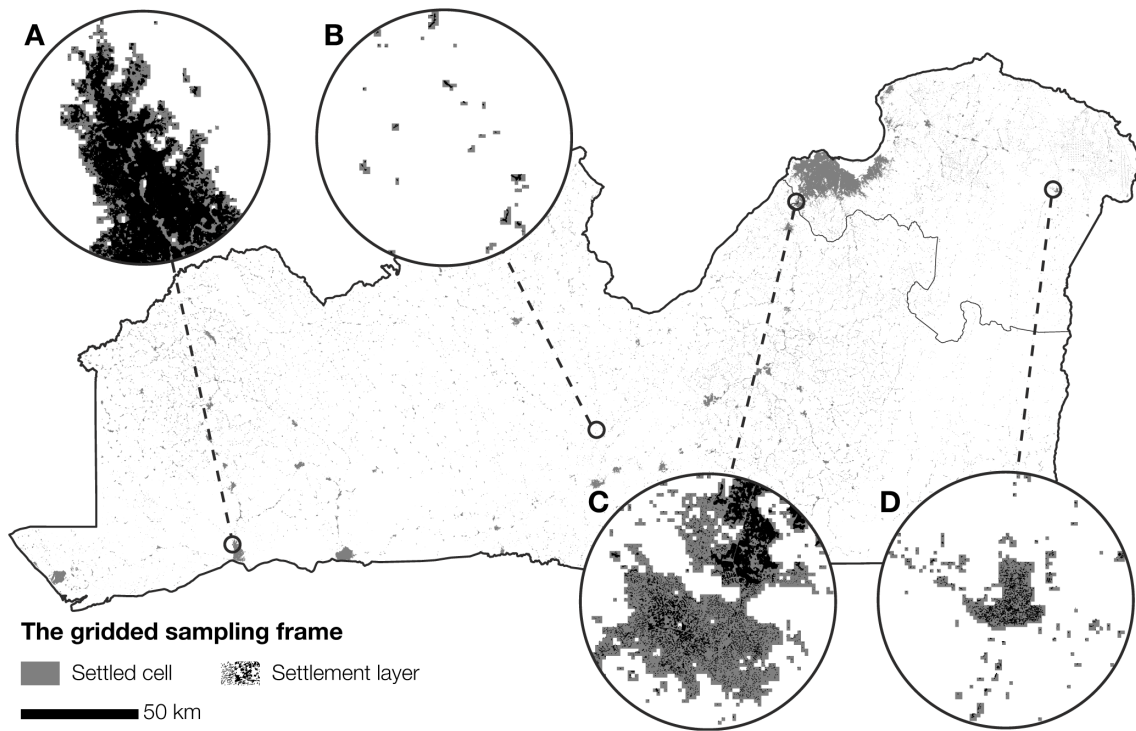 A
B
C
D
The gridded sampling frame
Settled cell
Settlement layer
50 km